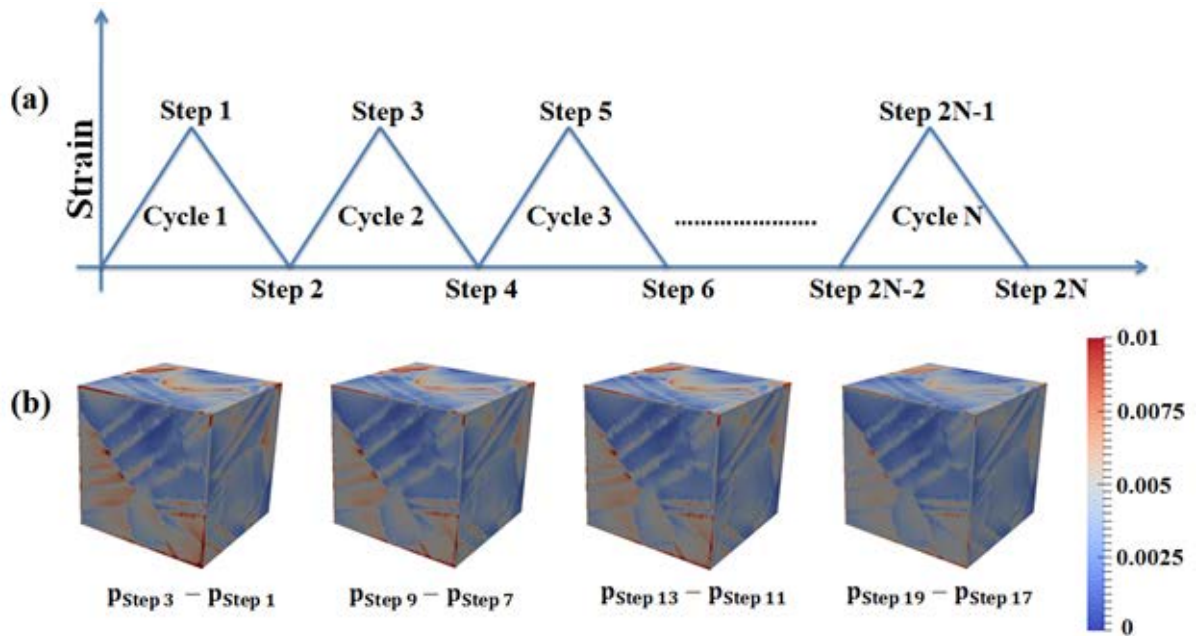 (a)
Strain
Step 1
Step 3
Step 5
Step 2N-1
Cycle 1
Cycle 2
Cycle 3
....................
Cycle N
Step 2
Step 4
Step 6
Step 2N-2
Step 2N
(b)
0.01
0.0075
0.005
0.0025
0
pStep 3 − pStep 1
pStep 9 − pStep 7
pStep 13 − pStep 11
pStep 19 − pStep 17